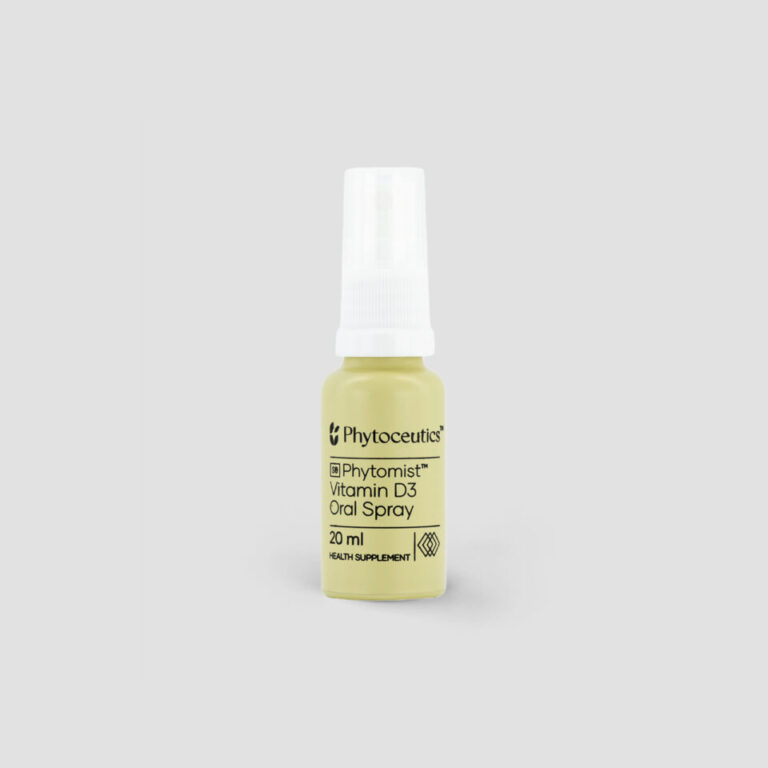 Phytoceutics™
Phytomist™
Vitamin D3
Oral Spray
20 ml
HEALTH SUPPLEMENT